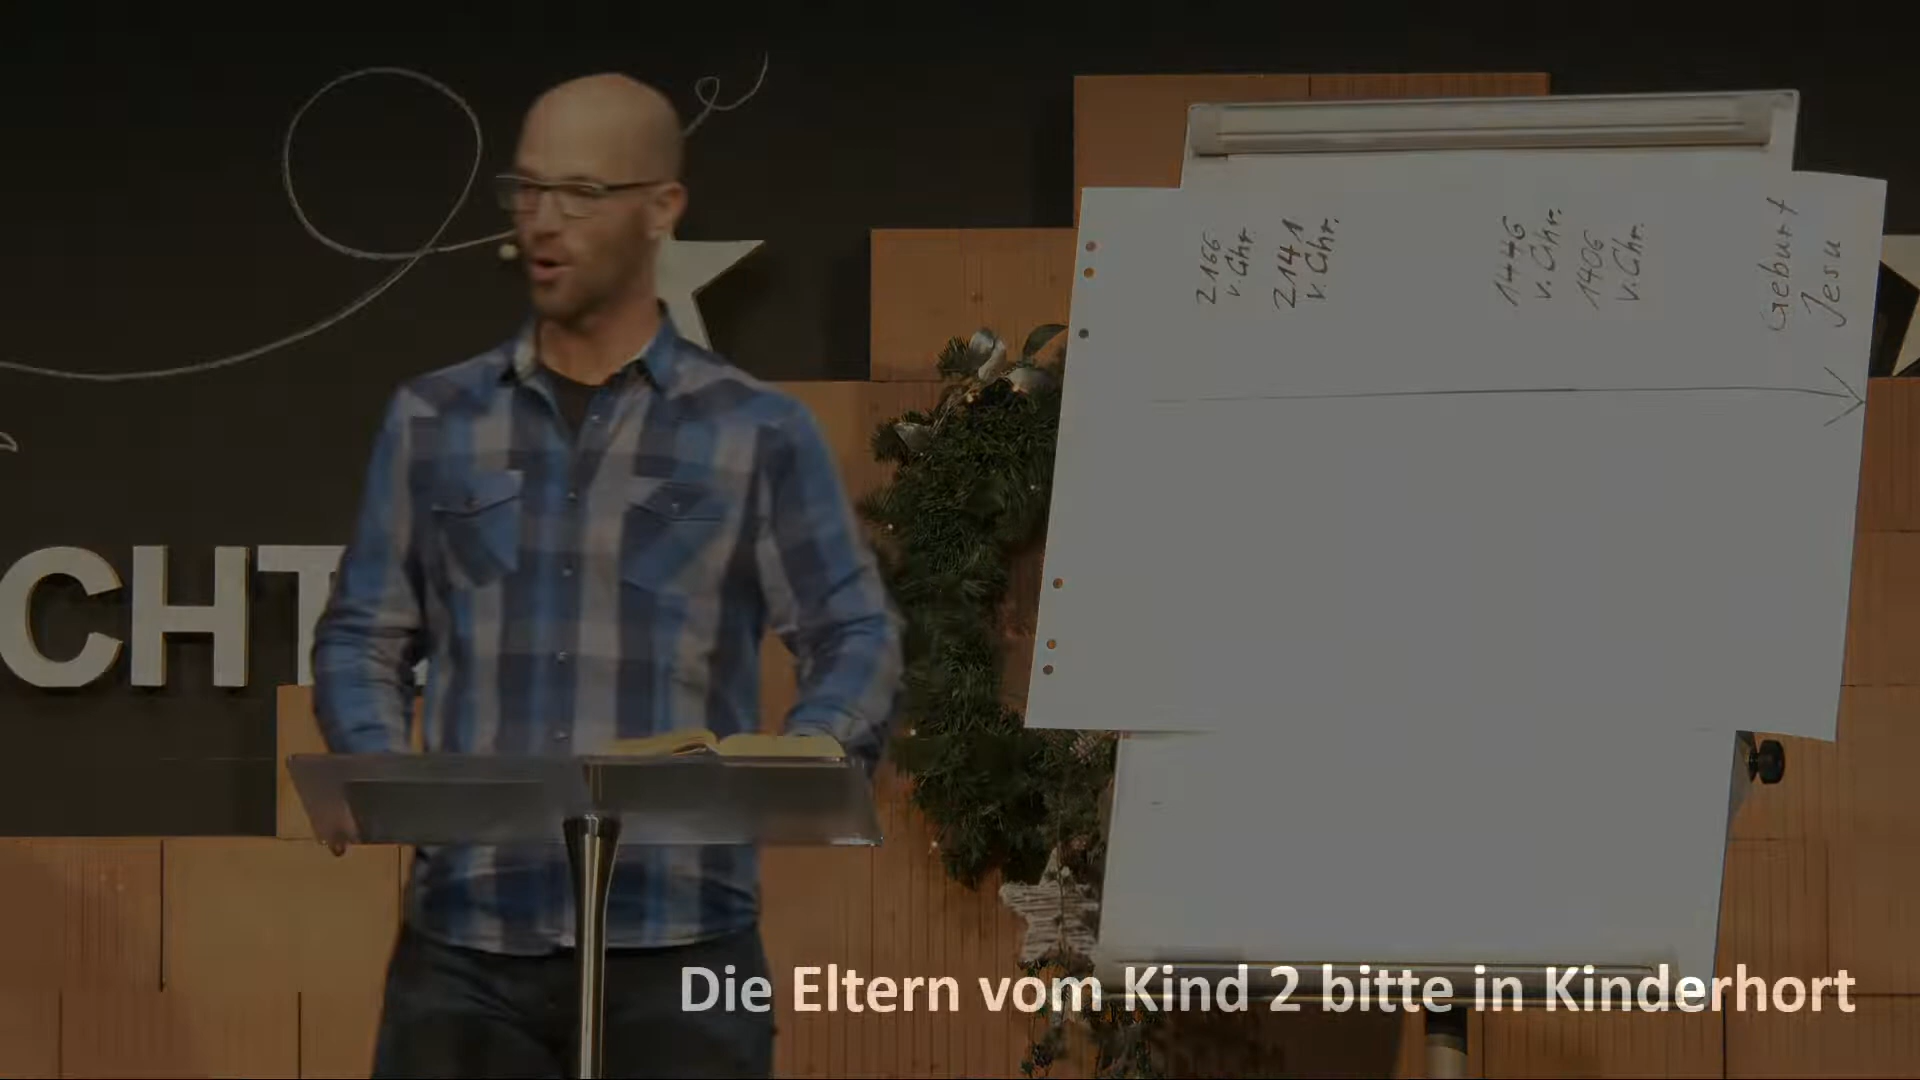 2166
v. Chr.
2141
v. Chr.
1446
v. Chr.
1406
v. Chr.
Geburt
Jesu
CHT
Die Eltern vom Kind 2 bitte in Kinderhort